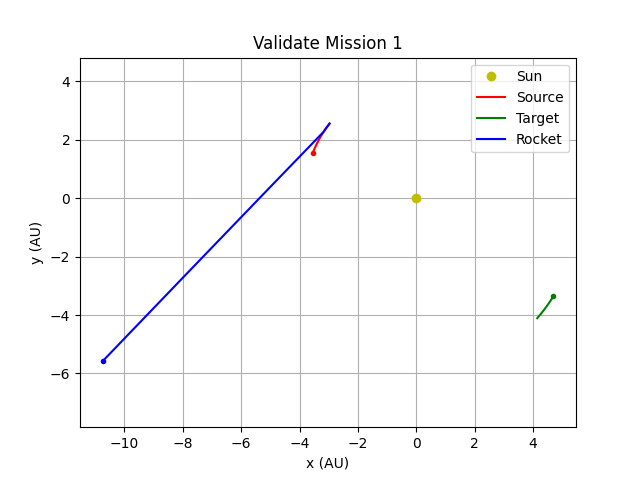 Validate Mission 1
Sun
Source
Target
Rocket
4
2
0
−2
−4
−6
y (AU)
−10
−8
−6
−4
−2
0
2
4
x (AU)